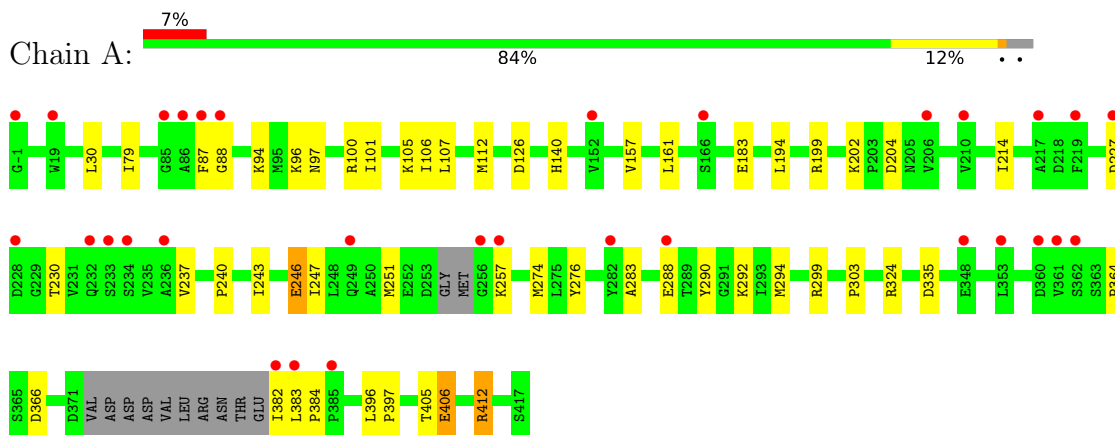 7%
Chain A:
84% 12% • •
G-1 W19 L30 I79 G85 A86 F87 G88 K94 M95 K96 N97 R100 I101 K105 I106 L107 M112 D126 H140 V152 V157 L161 S166 E183 L194 R199 K202 P203 D204 N205 V206 V210 I214 A217 D218 F219
D228 G229 T230 V231 Q232 S233 S234 V235 A236 V237 P240 I243 E246 I247 L248 Q249 A250 M251 E252 D253 GLY MET G256 K257 M274 L275 Y276 Y282 A283 E288 T289 Y290 G291 K292 I293 M294 R299 P303 R324 D335 E348 L353 D360 V361 S362 S363
S365 D366 D371 VAL ASP ASP ASP VAL LEU ARG ASN THR GLU I382 L383 P384 P385 L396 P397 T405 E406 R412 S417